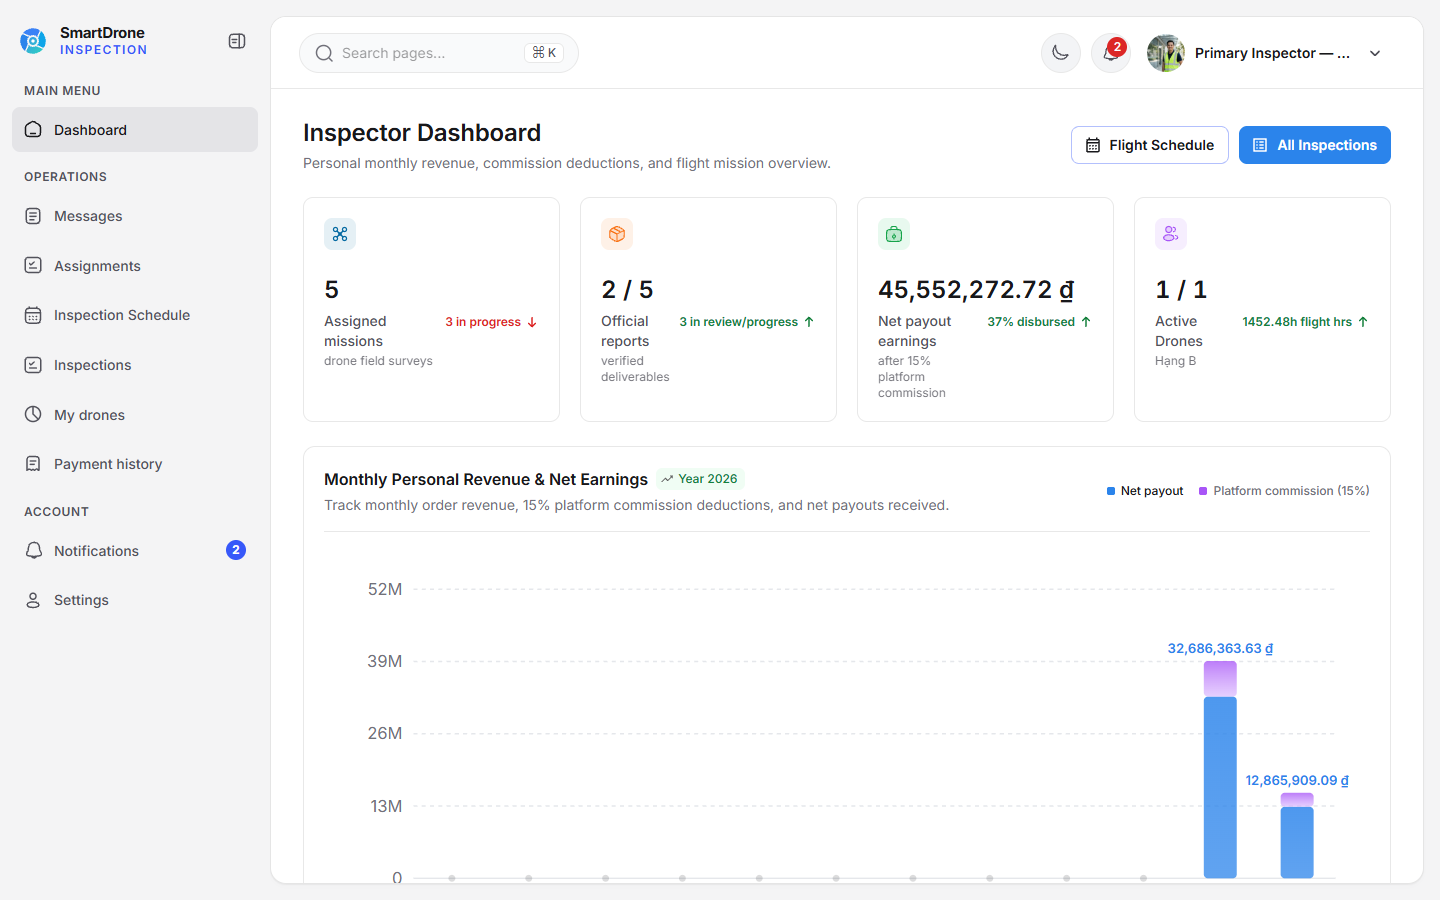 SmartDrone
INSPECTION
MAIN MENU
Dashboard
OPERATIONS
Messages
Assignments
Inspection Schedule
Inspections
My drones
Payment history
ACCOUNT
Notifications
2
Settings
Search pages...
⌘ K
2
Primary Inspector — ...
Inspector Dashboard
Personal monthly revenue, commission deductions, and flight mission overview.
Flight Schedule
All Inspections
5
Assigned missions
3 in progress ↓
drone field surveys
2 / 5
Official reports
3 in review/progress ↑
verified deliverables
45,552,272.72 ₫
Net payout earnings
37% disbursed ↑
after 15% platform commission
1 / 1
Active Drones
1452.48h flight hrs ↑
Hạng B
Monthly Personal Revenue & Net Earnings
Year 2026
Track monthly order revenue, 15% platform commission deductions, and net payouts received.
Net payout
Platform commission (15%)
52M
39M
26M
13M
0
32,686,363.63 ₫
12,865,909.09 ₫